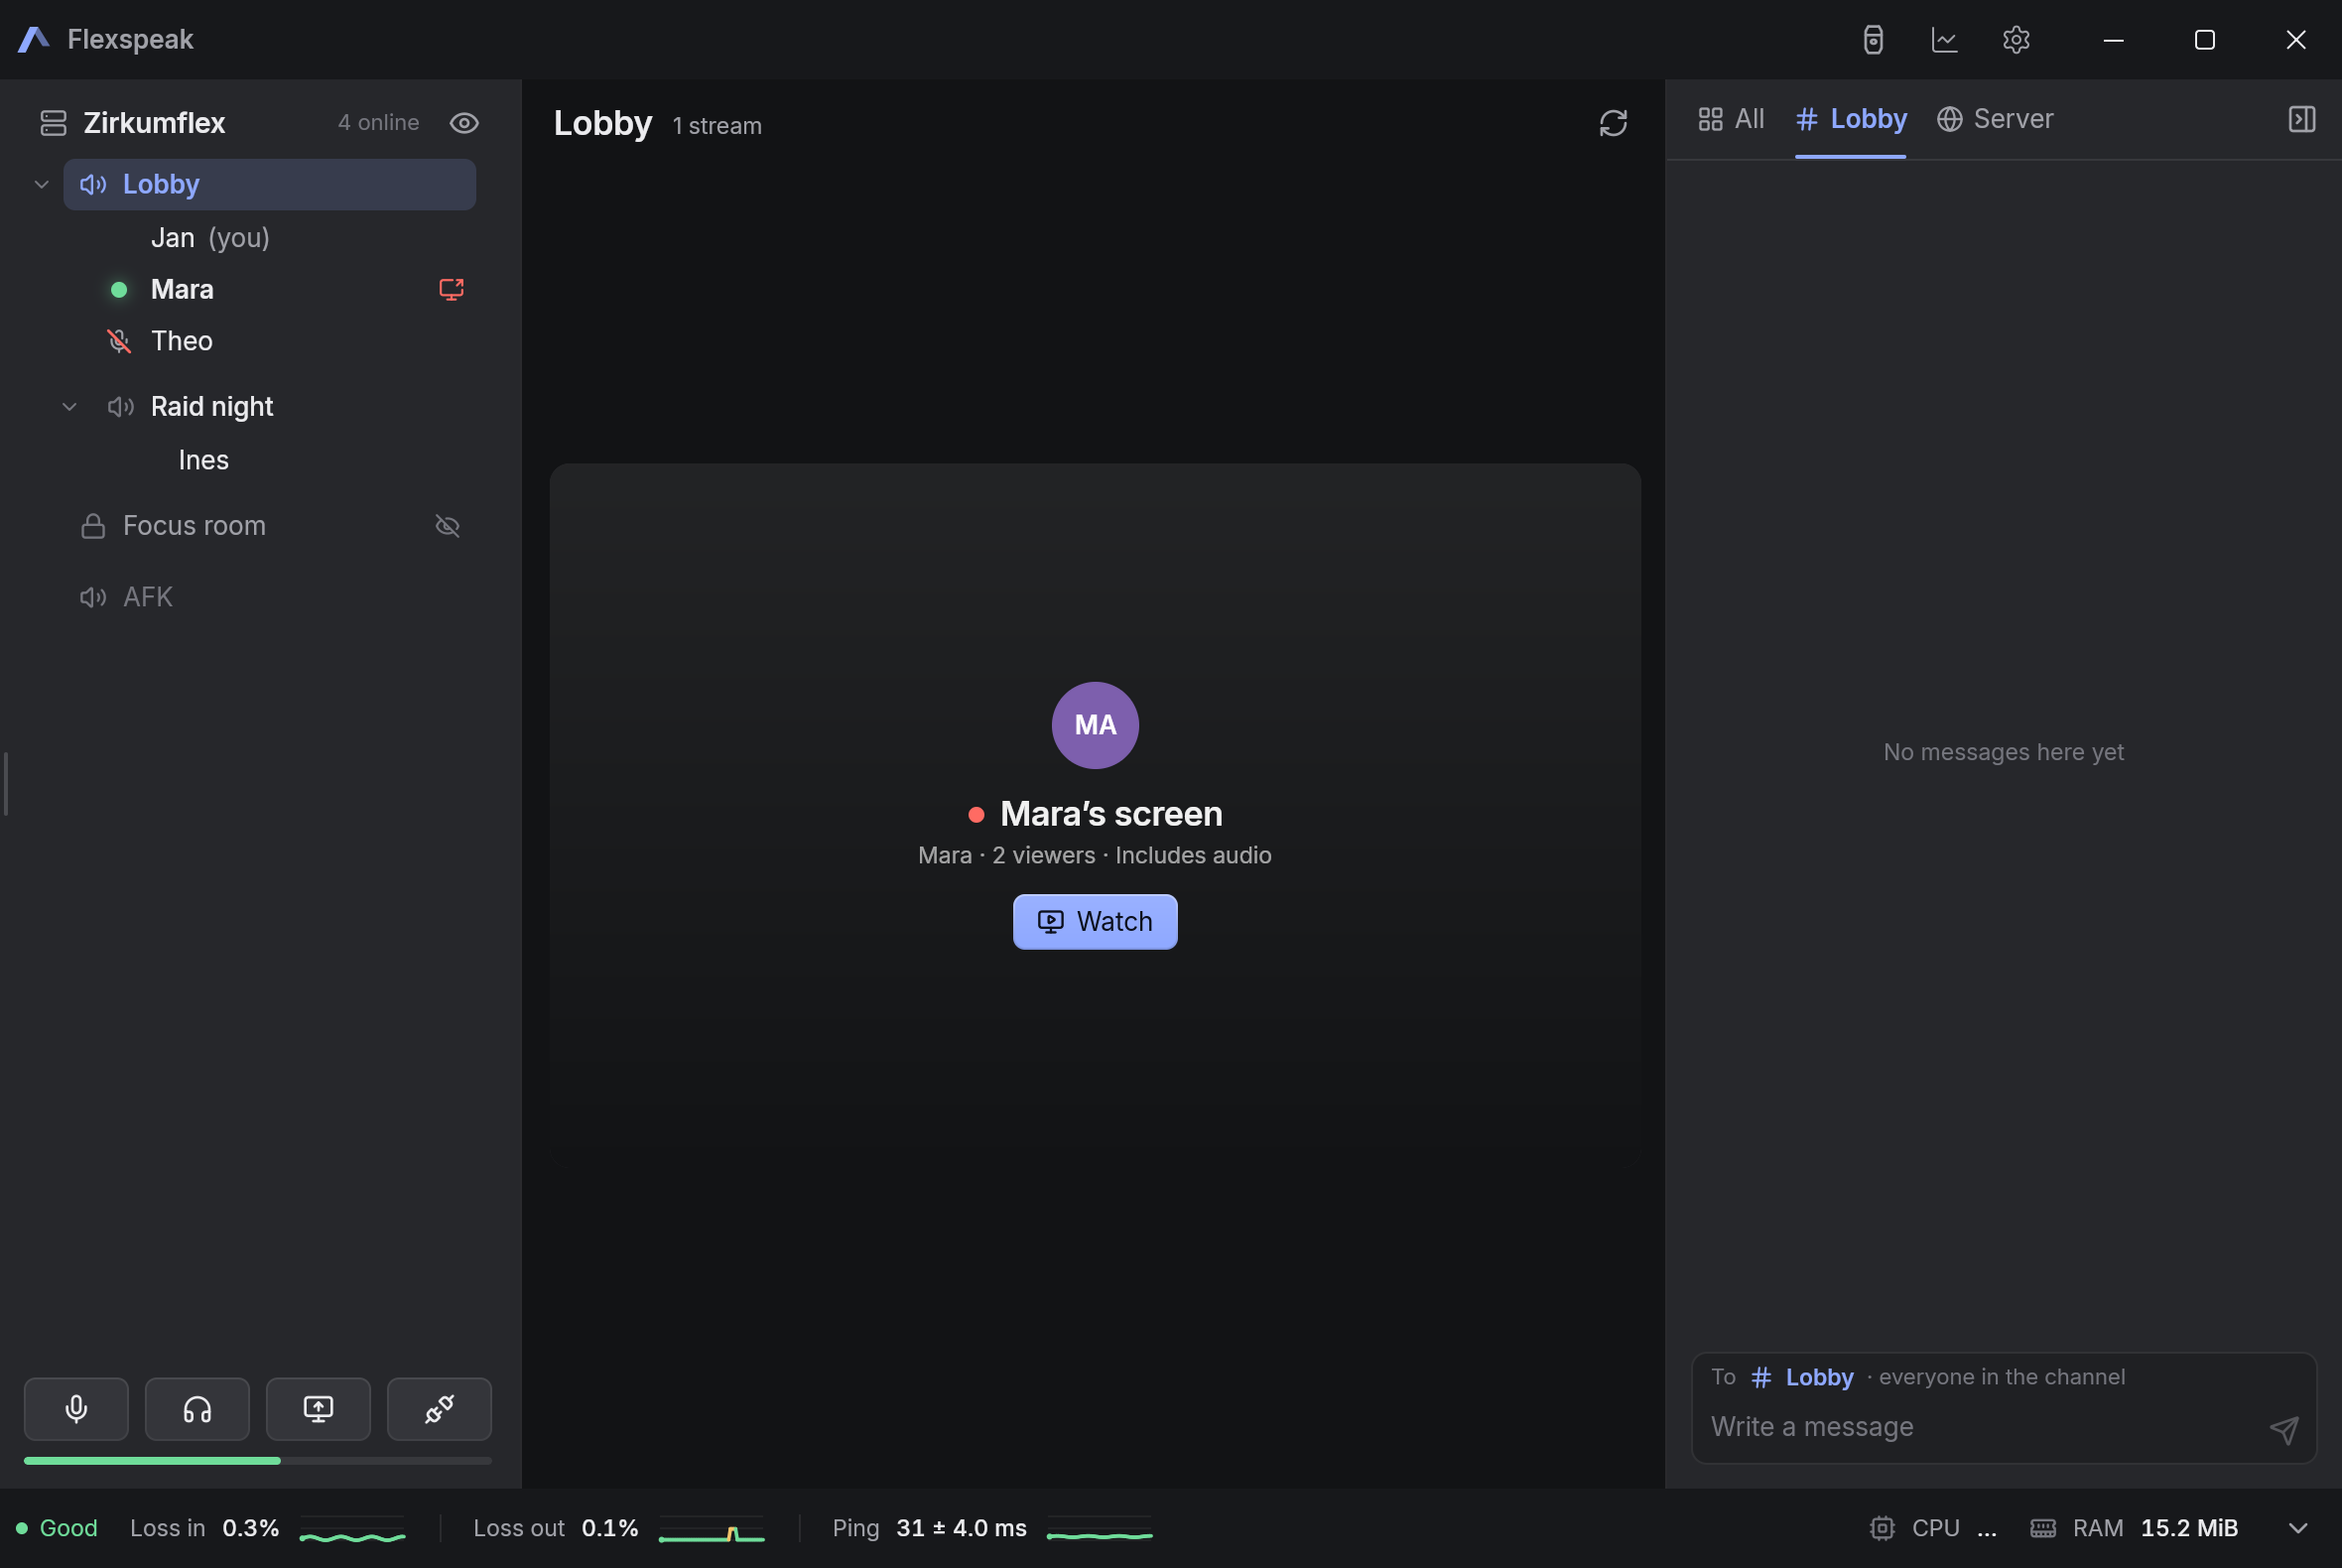 Flexspeak
Zirkumflex 4 online
Lobby
Jan (you)
Mara
Theo
Raid night
Ines
Focus room
AFK
Lobby 1 stream
MA
Mara’s screen
Mara · 2 viewers · Includes audio
Watch
All Lobby Server
No messages here yet
To # Lobby · everyone in the channel
Write a message
Good Loss in 0.3% Loss out 0.1% Ping 31 ± 4.0 ms CPU ... RAM 15.2 MiB